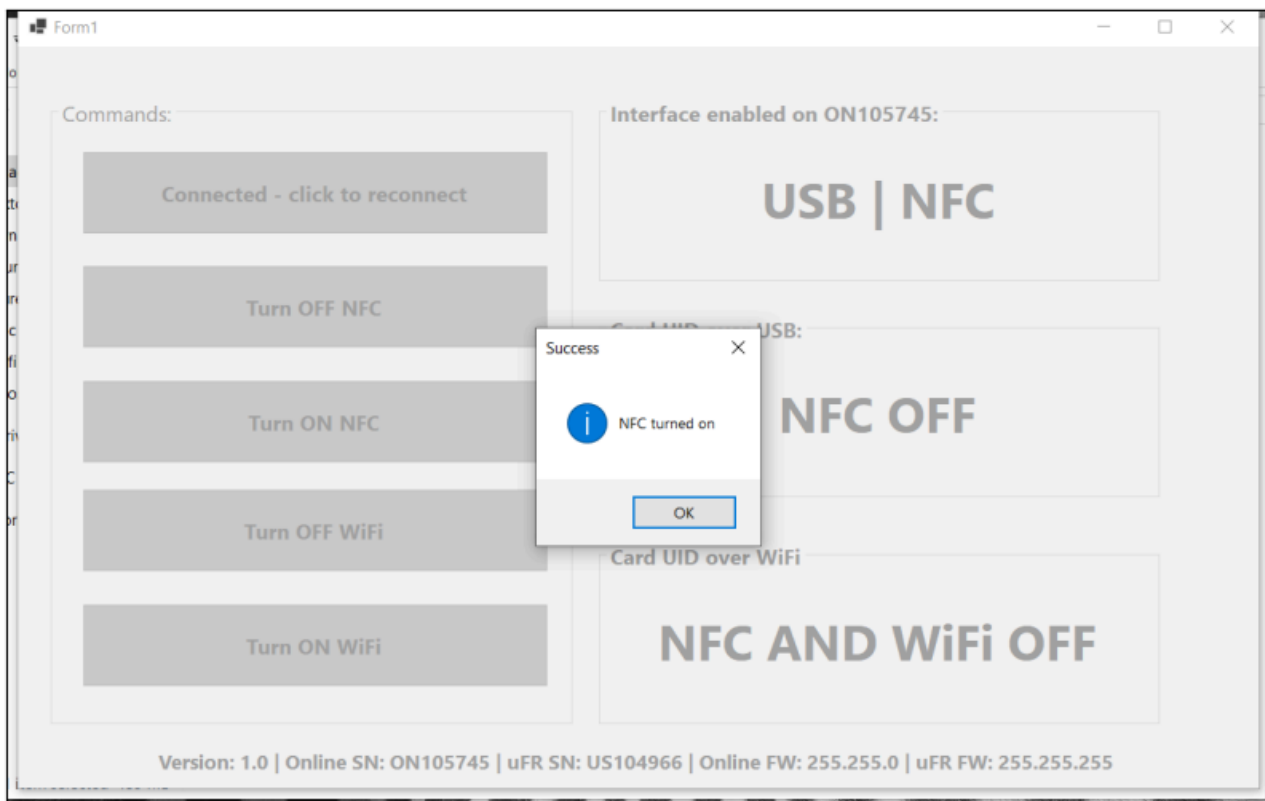 Form1
Commands:
Connected - click to reconnect
Turn OFF NFC
Turn ON NFC
Turn OFF WiFi
Turn ON WiFi
Interface enabled on ON105745:
USB | NFC
USB:
NFC OFF
Success
NFC turned on
OK
Card UID over WiFi
NFC AND WiFi OFF
Version: 1.0 | Online SN: ON105745 | uFR SN: US104966 | Online FW: 255.255.0 | uFR FW: 255.255.255